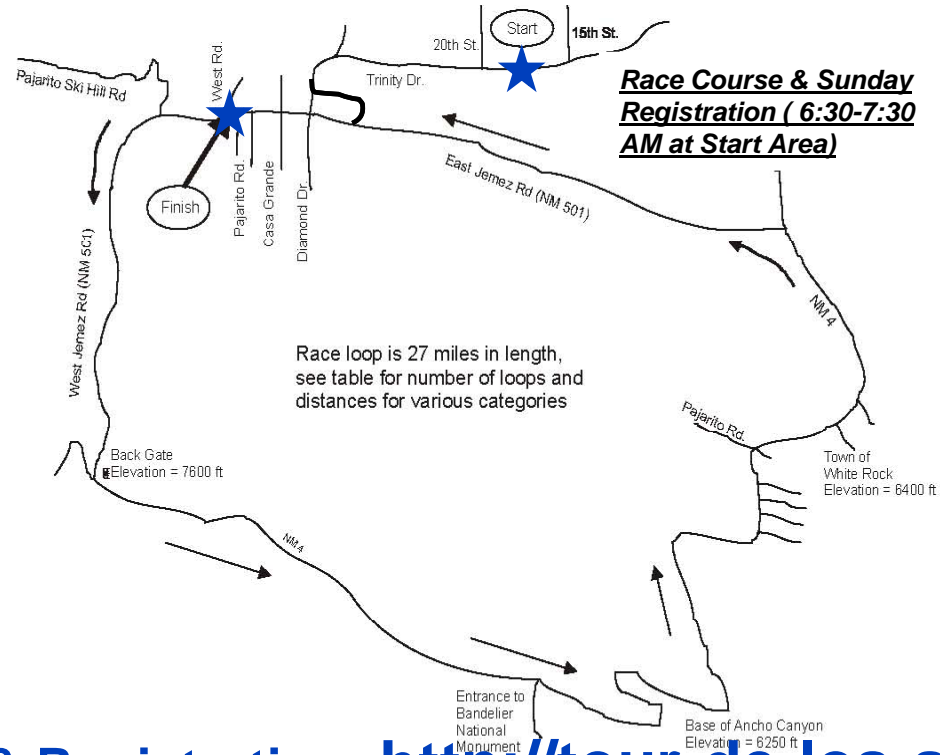 Start
20th St.
15th St.
West Rd.
Pajarito Ski Hill Rd
Trinity Dr.
Race Course & Sunday
Registration ( 6:30-7:30
AM at Start Area)
Finish
Pajarito Rd.
Casa Grande
Diamond Dr.
East Jemez Rd (NM 501)
West Jemez Rd (NM 501)
NM 4
Race loop is 27 miles in length,
see table for number of loops and
distances for various categories
Pajarito Rd.
Back Gate
Elevation = 7600 ft
Town of
White Rock
Elevation = 6400 ft
NM 4
Entrance to
Bandelier
National
Monument
Base of Ancho Canyon
Elevation = 6250 ft